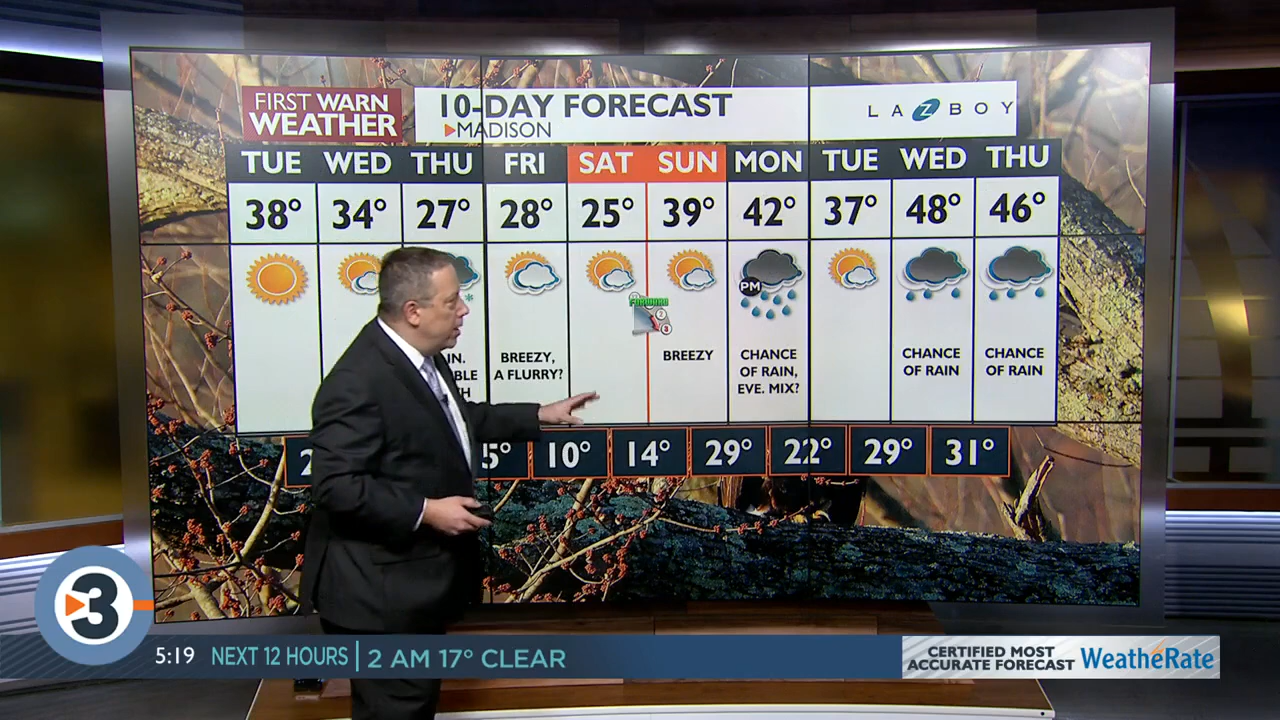 FIRST WARN
WEATHER
10-DAY FORECAST
MADISON
LA Z BOY
TUE WED THU FRI SAT SUN MON TUE WED THU
38° 34° 27° 28° 25° 39° 42° 37° 48° 46°
PM
BREEZY,
A FLURRY?
BREEZY
CHANCE
OF RAIN,
EVE. MIX?
CHANCE
OF RAIN
CHANCE
OF RAIN
10° 14° 29° 22° 29° 31°
3
5:19 NEXT 12 HOURS 2 AM 17° CLEAR
CERTIFIED MOST
ACCURATE FORECAST
WeatheRate